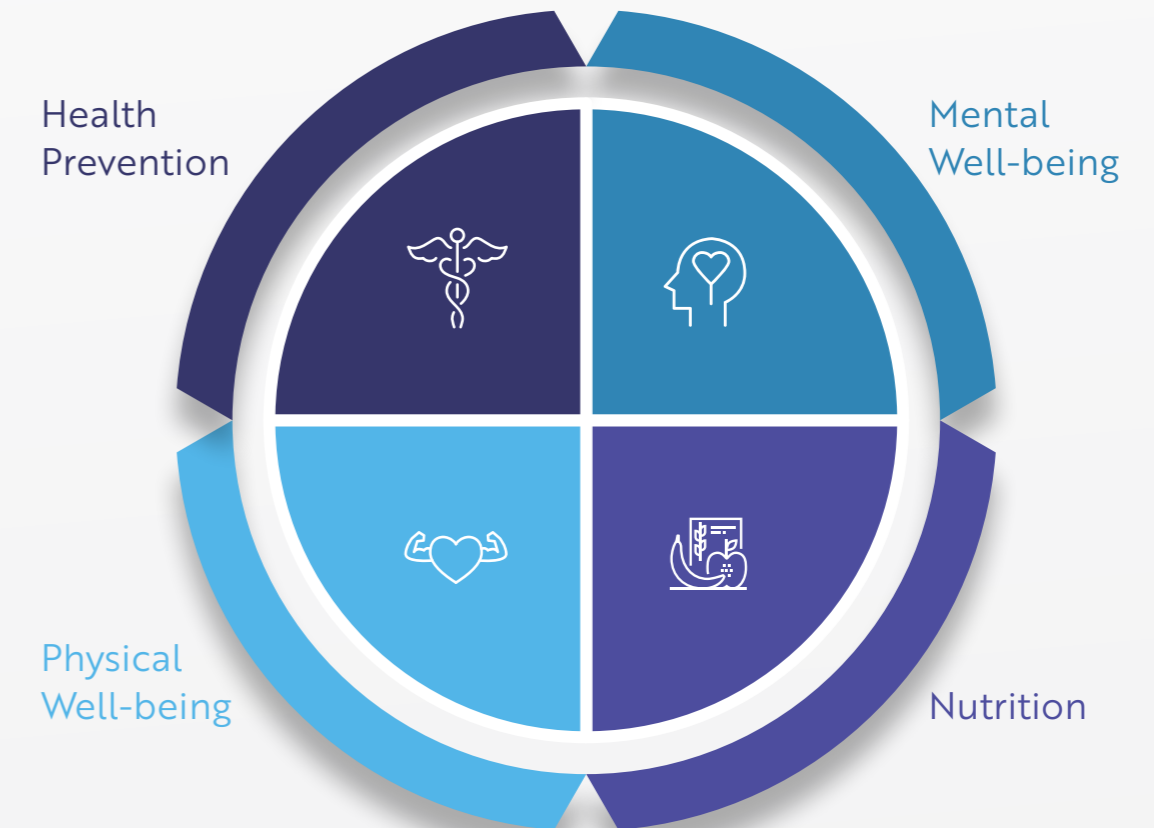 Health
Prevention
Mental
Well-being
Physical
Well-being
Nutrition